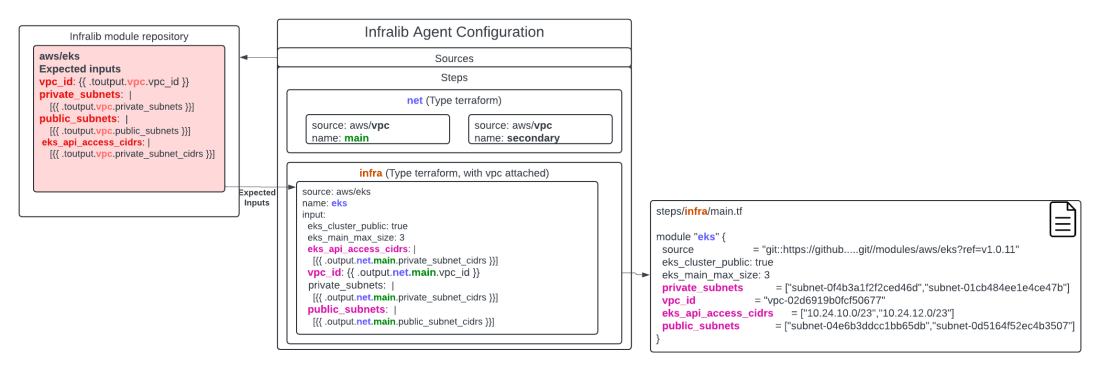 Infralib module repository
aws/eks
Expected inputs
vpc_id: {{ .toutput.vpc.vpc_id }}
private_subnets: |
[{{ .toutput.vpc.private_subnets }}]
public_subnets: |
[{{ .toutput.vpc.public_subnets }}]
eks_api_access_cidrs: |
[{{ .toutput.vpc.private_subnet_cidrs }}]
Expected
Inputs
Infralib Agent Configuration
Sources
Steps
net (Type terraform)
source: aws/vpc
name: main
source: aws/vpc
name: secondary
infra (Type terraform, with vpc attached)
source: aws/eks
name: eks
input:
eks_cluster_public: true
eks_main_max_size: 3
eks_api_access_cidrs: |
[{{ .output.net.main.private_subnet_cidrs }}]
vpc_id: {{ .output.net.main.vpc_id }}
private_subnets: |
[{{ .output.net.main.private_subnet_cidrs }}]
public_subnets: |
[{{ .output.net.main.public_subnet_cidrs }}]
steps/infra/main.tf
module "eks" {
source = "git::https://github.....git//modules/aws/eks?ref=v1.0.11"
eks_cluster_public: true
eks_main_max_size: 3
private_subnets = ["subnet-0f4b3a1f2f2ced46d","subnet-01cb484ee1e4ce47b"]
vpc_id = "vpc-02d6919b0fcf50677"
eks_api_access_cidrs = ["10.24.10.0/23","10.24.12.0/23"]
public_subnets = ["subnet-04e6b3ddcc1bb65db","subnet-0d5164f52ec4b3507"]
}